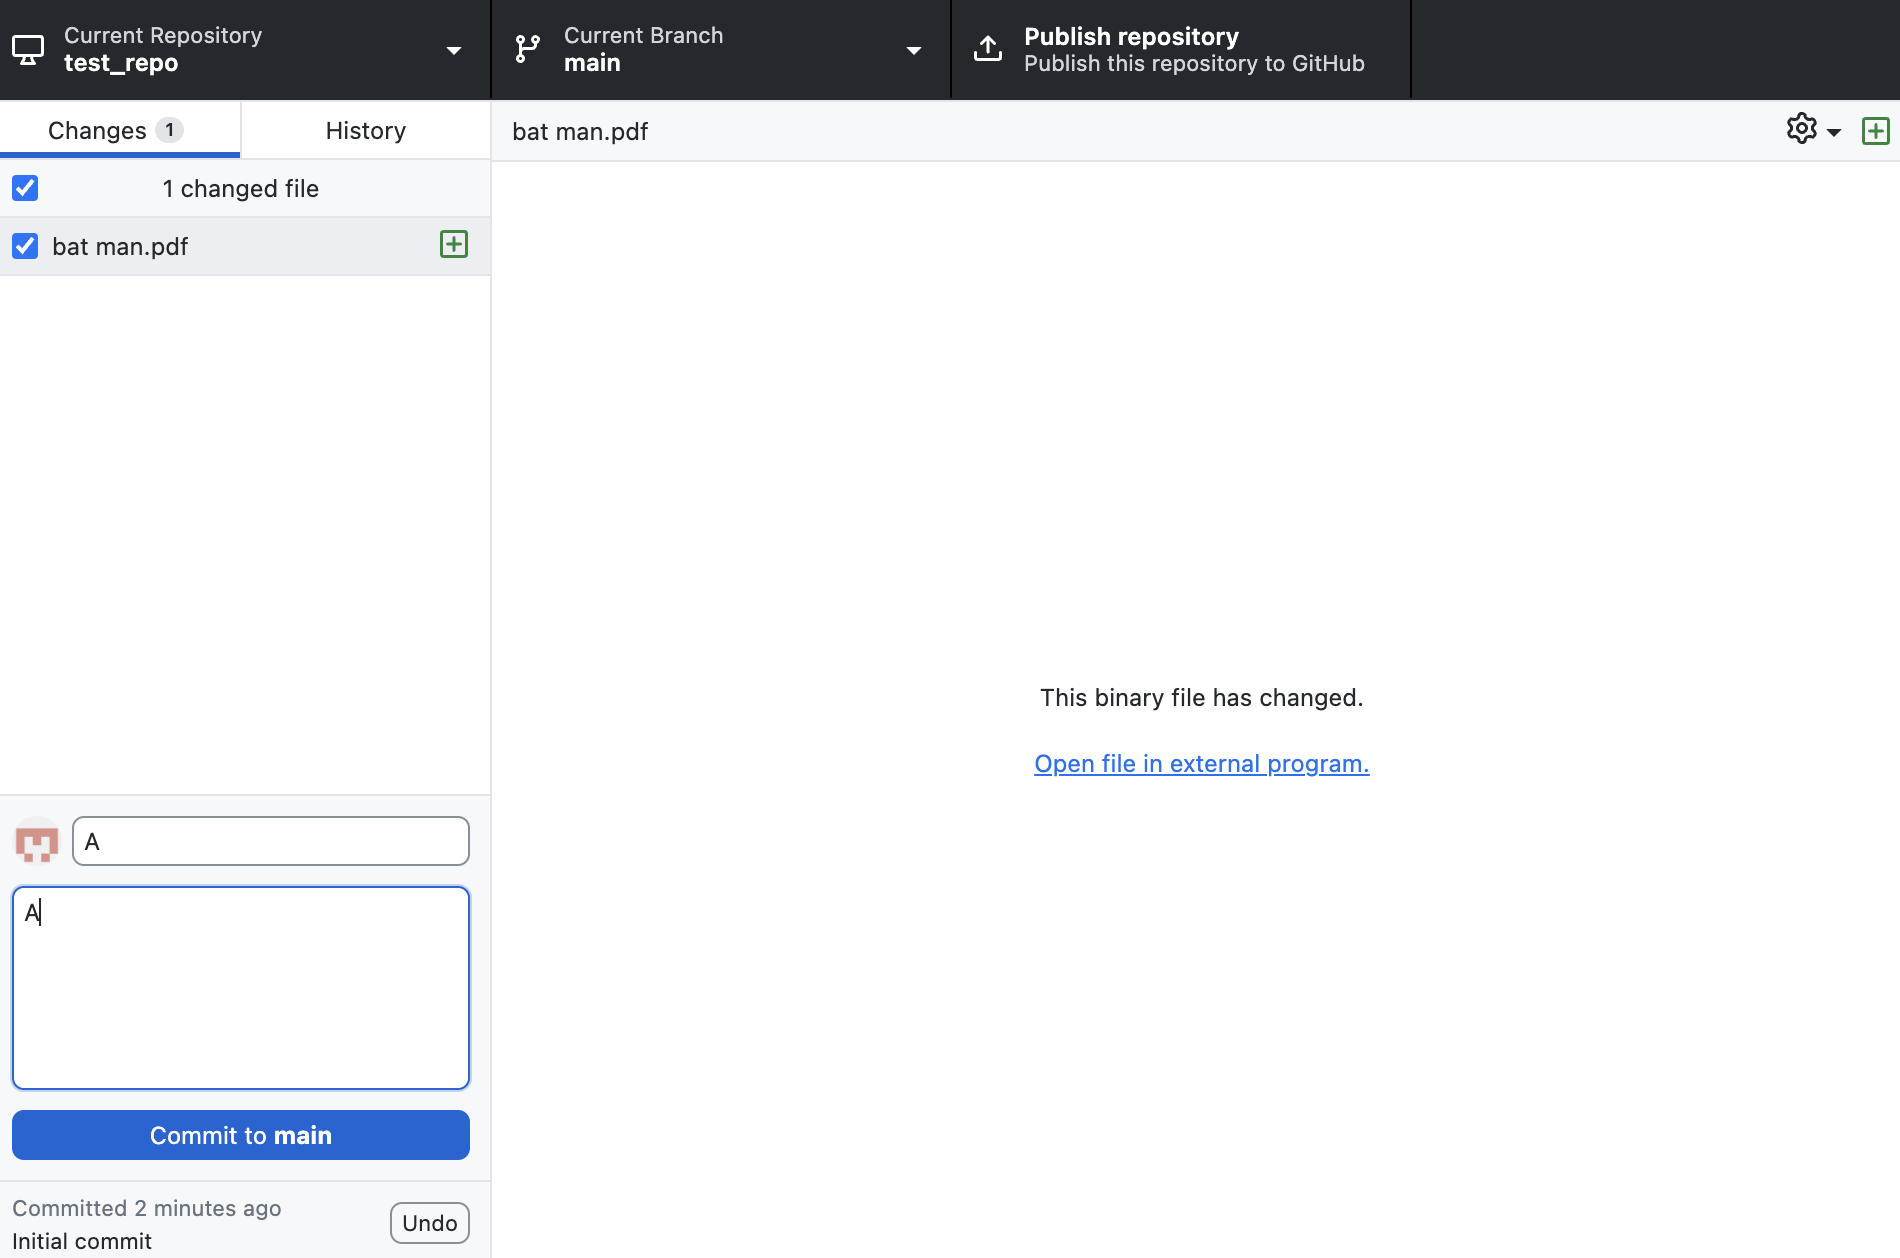 Current Repository
test_repo
Current Branch
main
Publish repository
Publish this repository to GitHub
Changes 1
History
bat man.pdf
1 changed file
bat man.pdf
This binary file has changed.
Open file in external program.
A
A
Commit to main
Committed 2 minutes ago
Initial commit
Undo